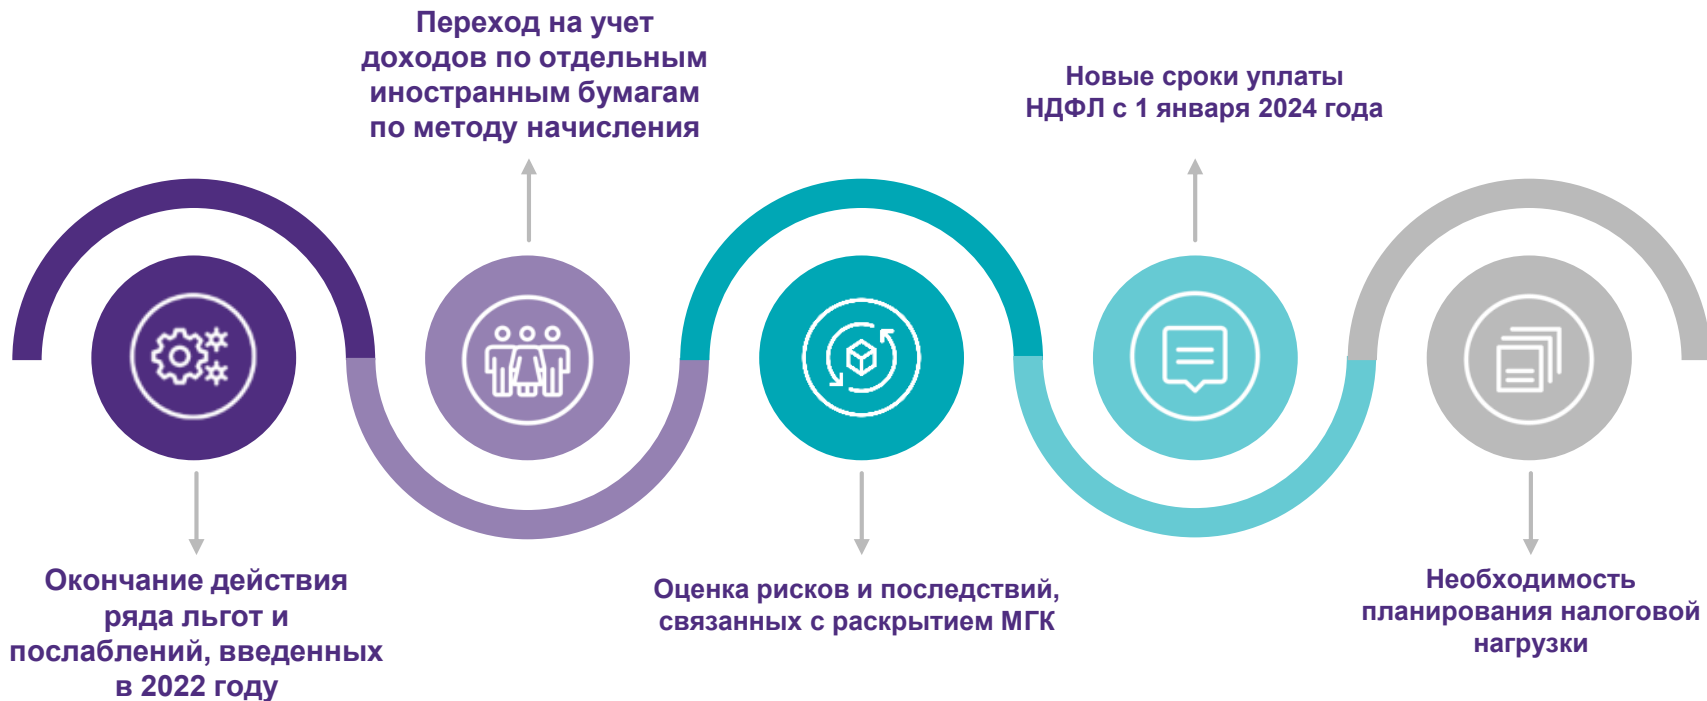 Переход на учет
доходов по отдельным
иностранным бумагам
по методу начисления
Новые сроки уплаты
НДФЛ с 1 января 2024 года
Окончание действия
ряда льгот и
послаблений, введенных
в 2022 году
Оценка рисков и последствий,
связанных с раскрытием МГК
Необходимость
планирования налоговой
нагрузки